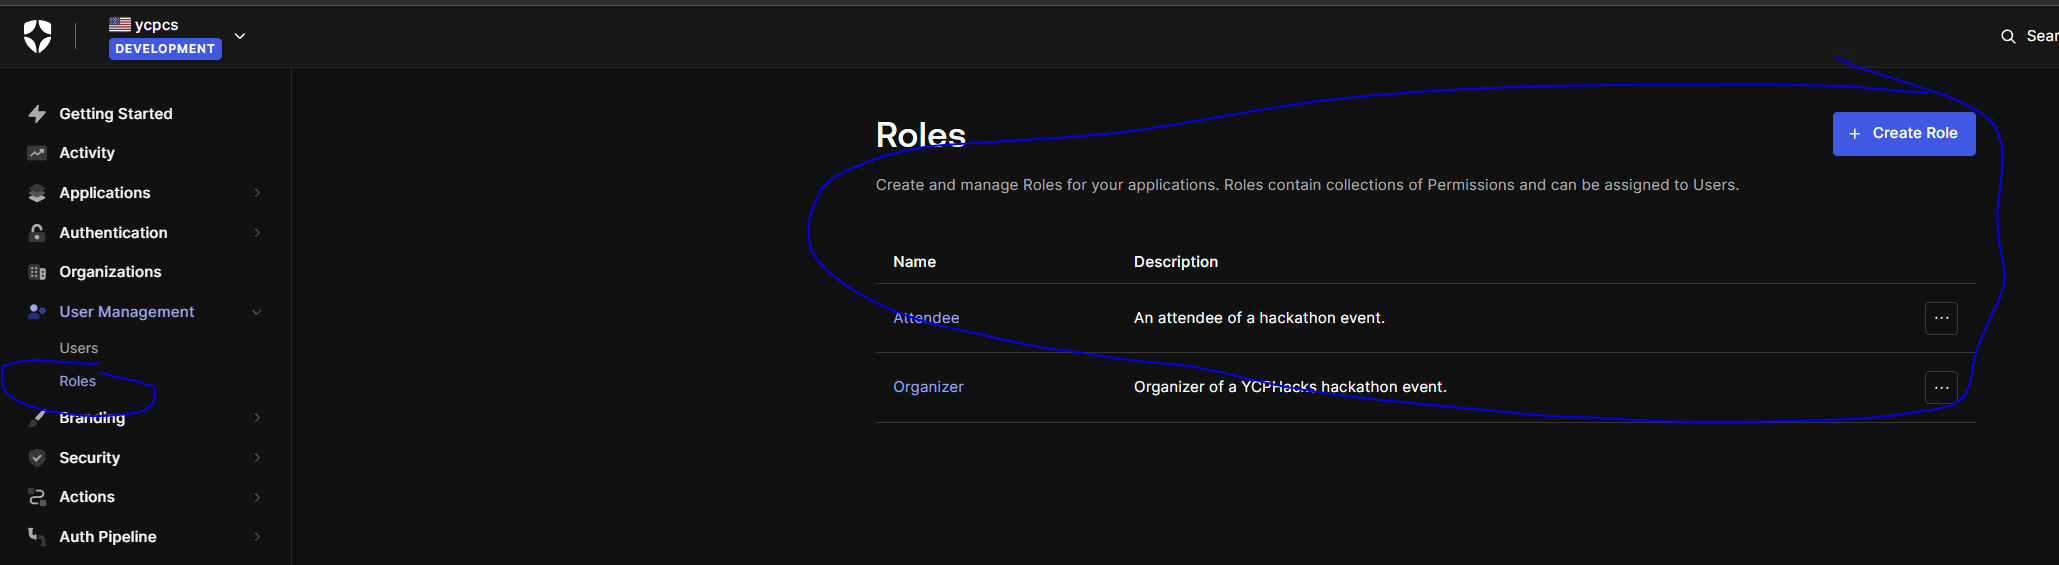 ycpcs
DEVELOPMENT
Sear
Getting Started
Activity
Applications
Authentication
Organizations
User Management
Users
Roles
Branding
Security
Actions
Auth Pipeline
Roles
+ Create Role
Create and manage Roles for your applications. Roles contain collections of Permissions and can be assigned to Users.
Name Description
Attendee An attendee of a hackathon event.
Organizer Organizer of a YCPHacks hackathon event.